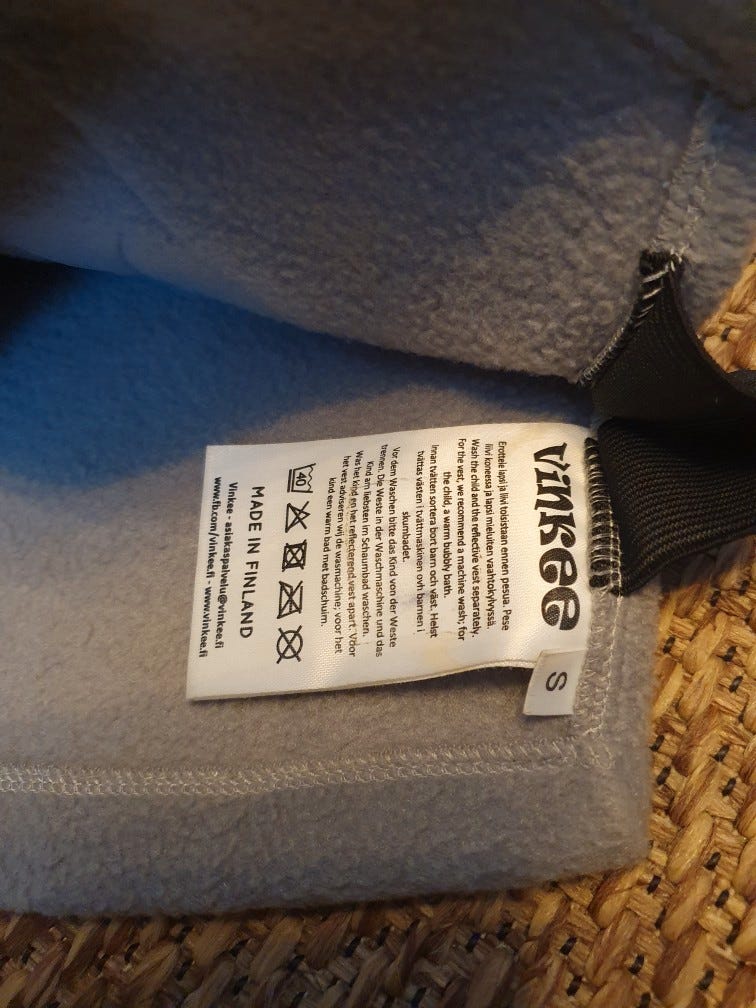 vinkee
Erottele lapsi ja liivi toisistaan ennen pesua. Pese
liivi koneessa ja lapsi mieluiten vaahtokylvyssä.
Wash the child and the reflective vest separately.
For the vest, we recommend a machine wash; for
the child, a warm bubbly bath.
Innan tvätten sortera bort barn och väst. Helst
tvättas västen i tvättmaskinen och barnen i
skumbadet.
Vor dem Waschen bitte das Kind von der Weste
trennen. Die Weste in der Waschmaschine und das
Kind am liebsten im Schaumbad waschen.
Was het kind en het reflecterend vest apart. Voor
het vest adviseren wij de wasmachine; voor het
kind een warm bad met badschuim.
40
MADE IN FINLAND
Vinkee - asiakaspalvelu@vinkee.fi
www.fb.com/vinkee.fi - www.vinkee.fi
S